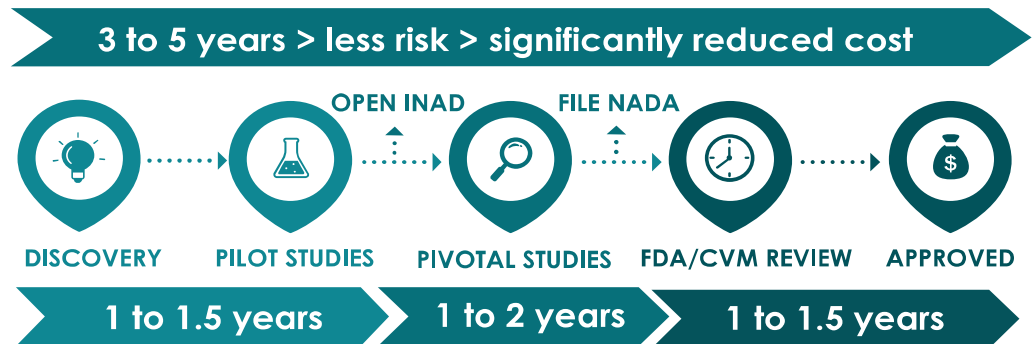 3 to 5 years > less risk > significantly reduced cost
OPEN INAD
FILE NADA
$
DISCOVERY
PILOT STUDIES
PIVOTAL STUDIES
FDA/CVM REVIEW
APPROVED
1 to 1.5 years
1 to 2 years
1 to 1.5 years